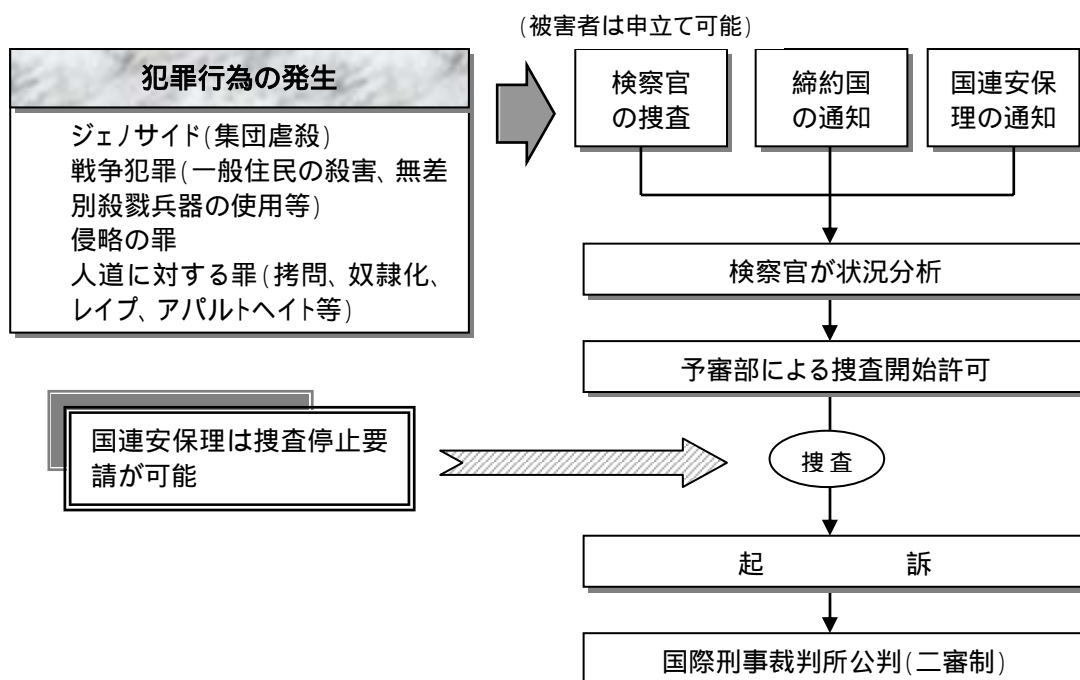 (被害者は申立て可能)
犯罪行為の発生
ジェノサイド(集団虐殺)
戦争犯罪(一般住民の殺害、無差
別殺戮兵器の使用等)
侵略の罪
人道に対する罪(拷問、奴隷化、
レイプ、アパルトヘイト等)
検察官
の捜査
締約国
の通知
国連安保
理の通知
検察官が状況分析
予審部による捜査開始許可
国連安保理は捜査停止要
請が可能
捜査
起 訴
国際刑事裁判所公判(二審制)